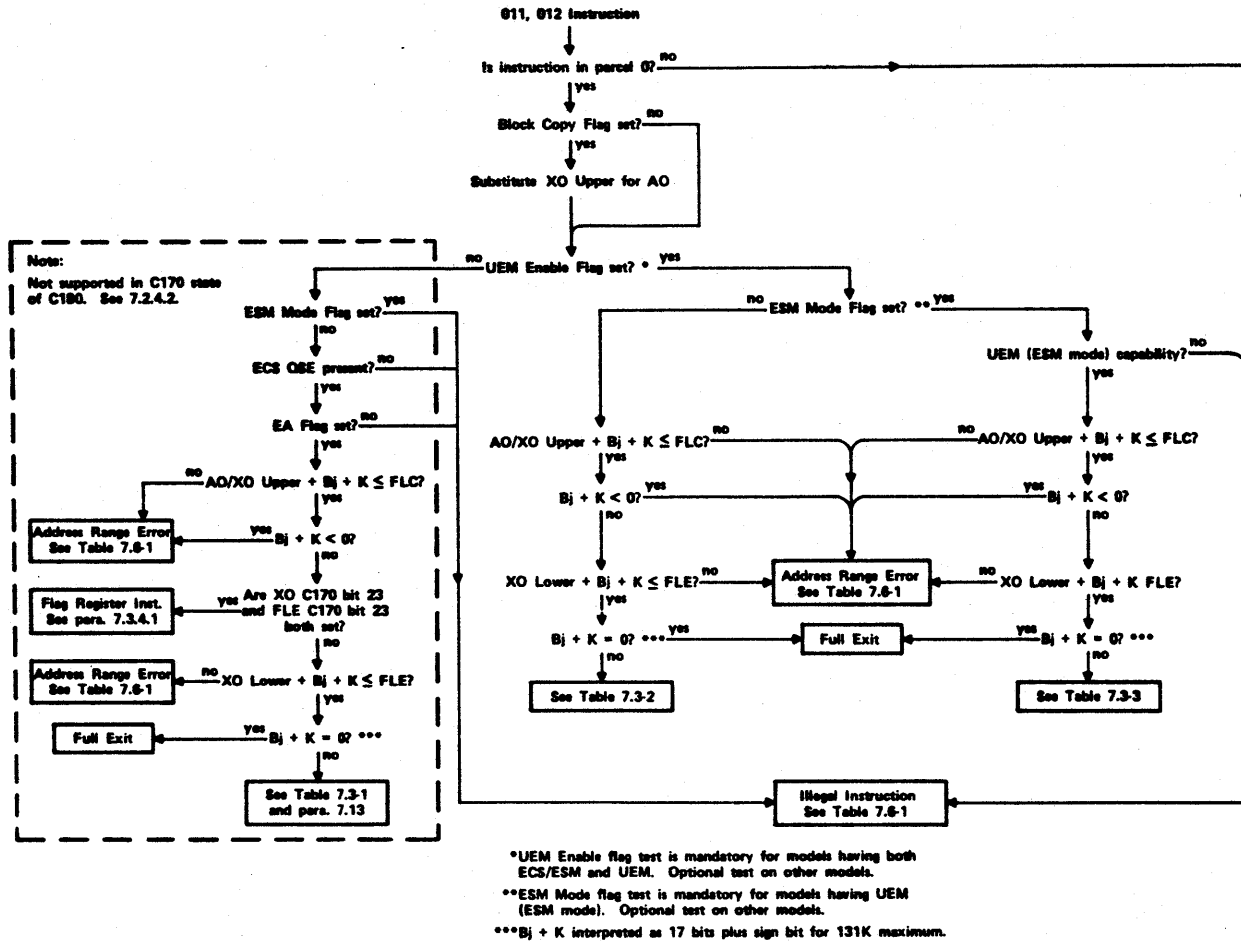 011, 012 Instruction
Is instruction in parcel 0?
no
yes
Block Copy Flag set?
no
yes
Substitute XO Upper for AO
no
UEM Enable Flag set? *
yes
Note:
Not supported in C170 state
of C180. See 7.2.4.2.
ESM Mode Flag set?
yes
no
ECS QSE present?
no
yes
EA Flag set?
no
yes
no
AO/XO Upper + Bj + K ≤ FLC?
yes
Address Range Error
See Table 7.6-1
yes
Bj + K < 0?
no
Flag Register Inst.
See para. 7.3.4.1
yes
Are XO C170 bit 23
and FLE C170 bit 23
both set?
no
Address Range Error
See Table 7.6-1
no
XO Lower + Bj + K ≤ FLE?
yes
Full Exit
yes
Bj + K = 0? ***
no
See Table 7.3-1
and para. 7.13
no
ESM Mode Flag set? **
yes
UEM (ESM mode) capability?
no
yes
AO/XO Upper + Bj + K ≤ FLC?
no
yes
no
AO/XO Upper + Bj + K ≤ FLC?
yes
Bj + K < 0?
yes
no
yes
Bj + K < 0?
no
XO Lower + Bj + K ≤ FLE?
no
yes
Address Range Error
See Table 7.6-1
no
XO Lower + Bj + K FLE?
yes
Bj + K = 0? ***
yes
no
Full Exit
yes
Bj + K = 0? ***
no
See Table 7.3-2
See Table 7.3-3
Illegal Instruction
See Table 7.6-1
*UEM Enable flag test is mandatory for models having both
ECS/ESM and UEM. Optional test on other models.
**ESM Mode flag test is mandatory for models having UEM
(ESM mode). Optional test on other models.
***Bj + K interpreted as 17 bits plus sign bit for 131K maximum.